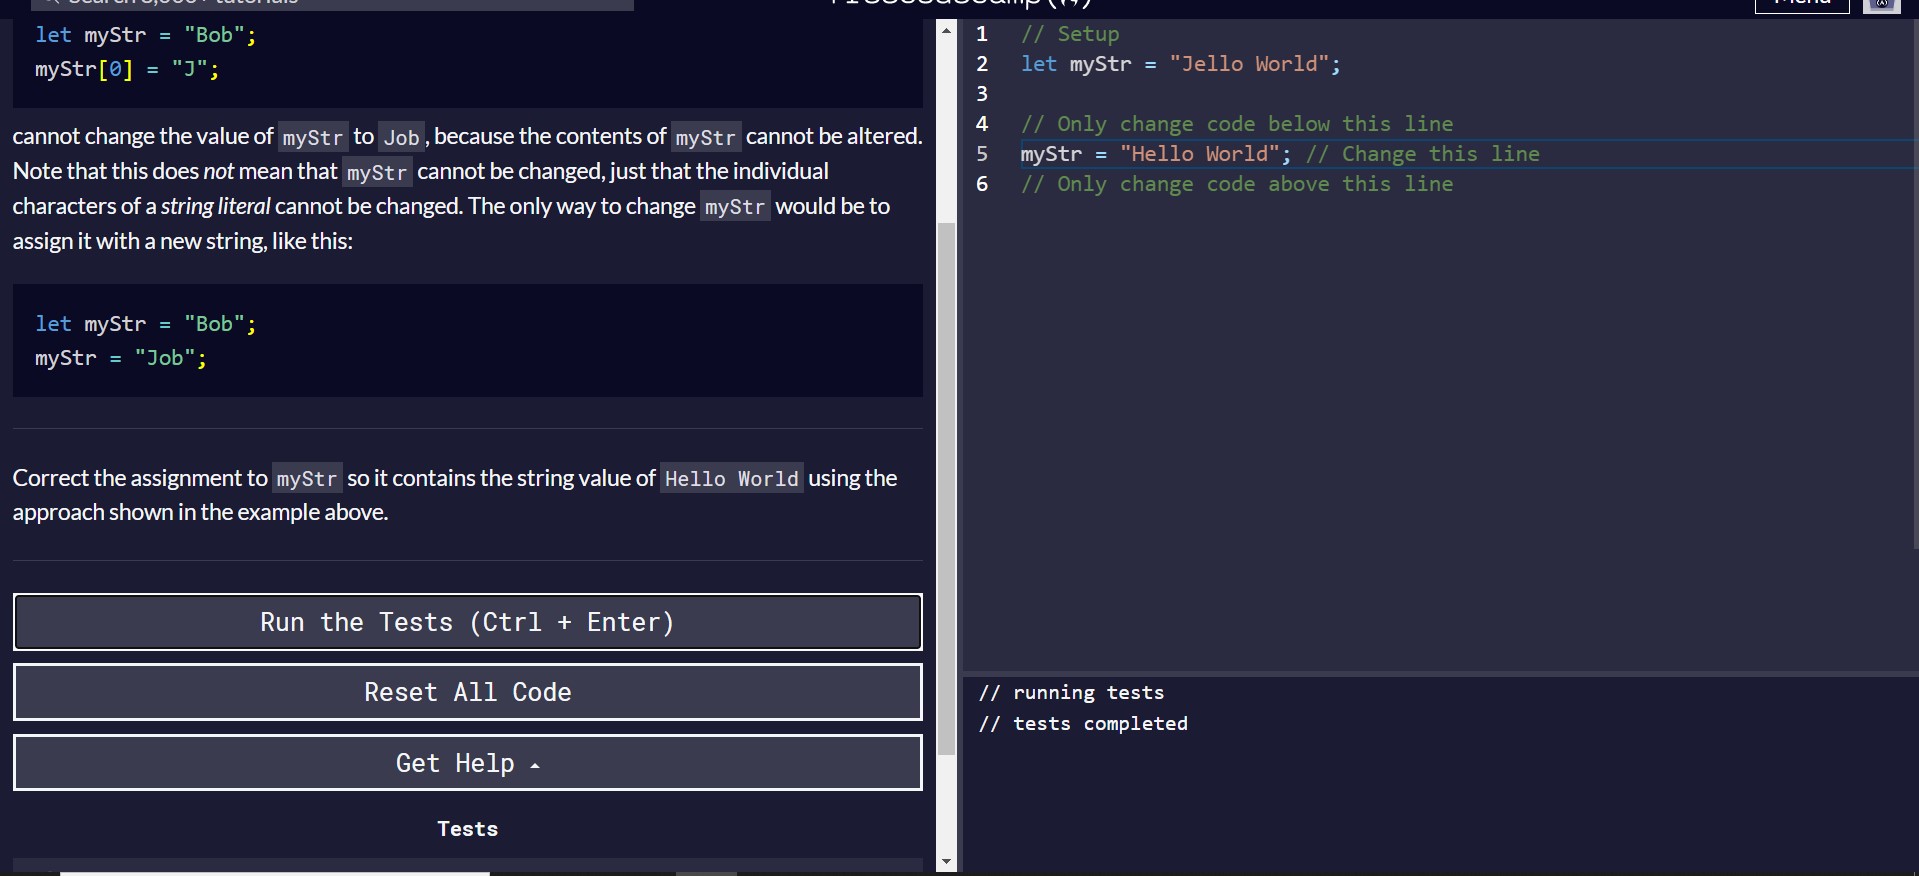 let myStr = "Bob";
myStr[0] = "J";
cannot change the value of myStr to Job, because the contents of myStr cannot be altered.
Note that this does not mean that myStr cannot be changed, just that the individual
characters of a string literal cannot be changed. The only way to change myStr would be to
assign it with a new string, like this:
let myStr = "Bob";
myStr = "Job";
Correct the assignment to myStr so it contains the string value of Hello World using the
approach shown in the example above.
Run the Tests (Ctrl + Enter)
Reset All Code
Get Help
Tests
1 // Setup
2 let myStr = "Jello World";
3
4 // Only change code below this line
5 myStr = "Hello World"; // Change this line
6 // Only change code above this line
// running tests
// tests completed